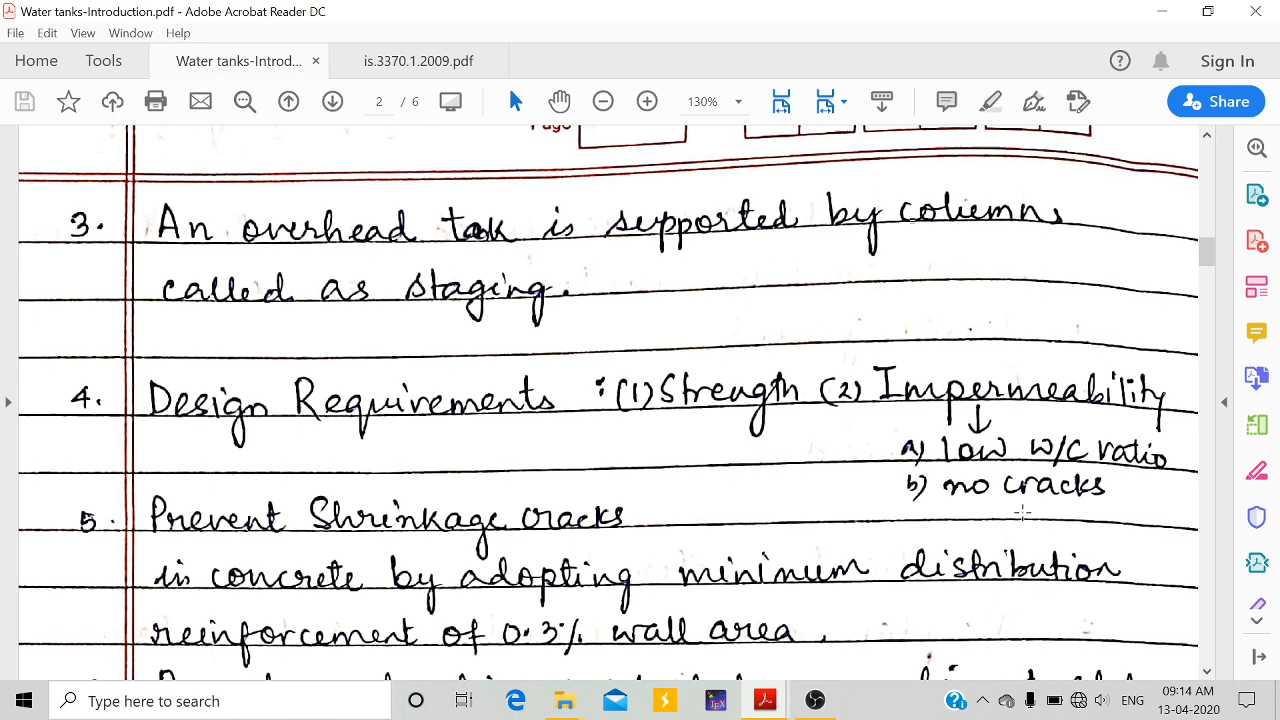 Water tanks-Introduction.pdf - Adobe Acrobat Reader DC
File Edit View Window Help
Home Tools Water tanks-Introd... × is.3370.1.2009.pdf Sign In
2 / 6 130% Share
Page
3. An overhead tank is supported by columns
called as staging.
4. Design Requirements : (1) Strength (2) Impermeability
↓
a) low w/c ratio
b) no cracks
5. Prevent Shrinkage cracks
in concrete by adopting minimum distribution
reinforcement of 0.3% wall area.
Type here to search ENG 09:14 AM
13-04-2020